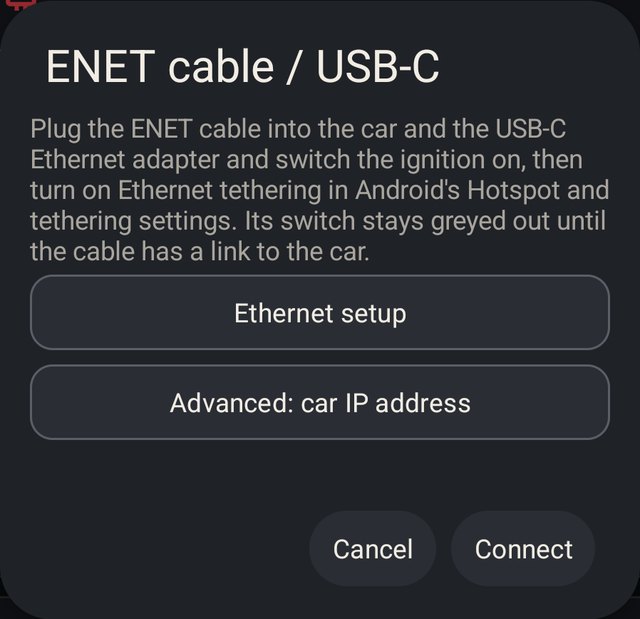 ENET cable / USB-C
Plug the ENET cable into the car and the USB-C
Ethernet adapter and switch the ignition on, then
turn on Ethernet tethering in Android's Hotspot and
tethering settings. Its switch stays greyed out until
the cable has a link to the car.
Ethernet setup
Advanced: car IP address
Cancel
Connect